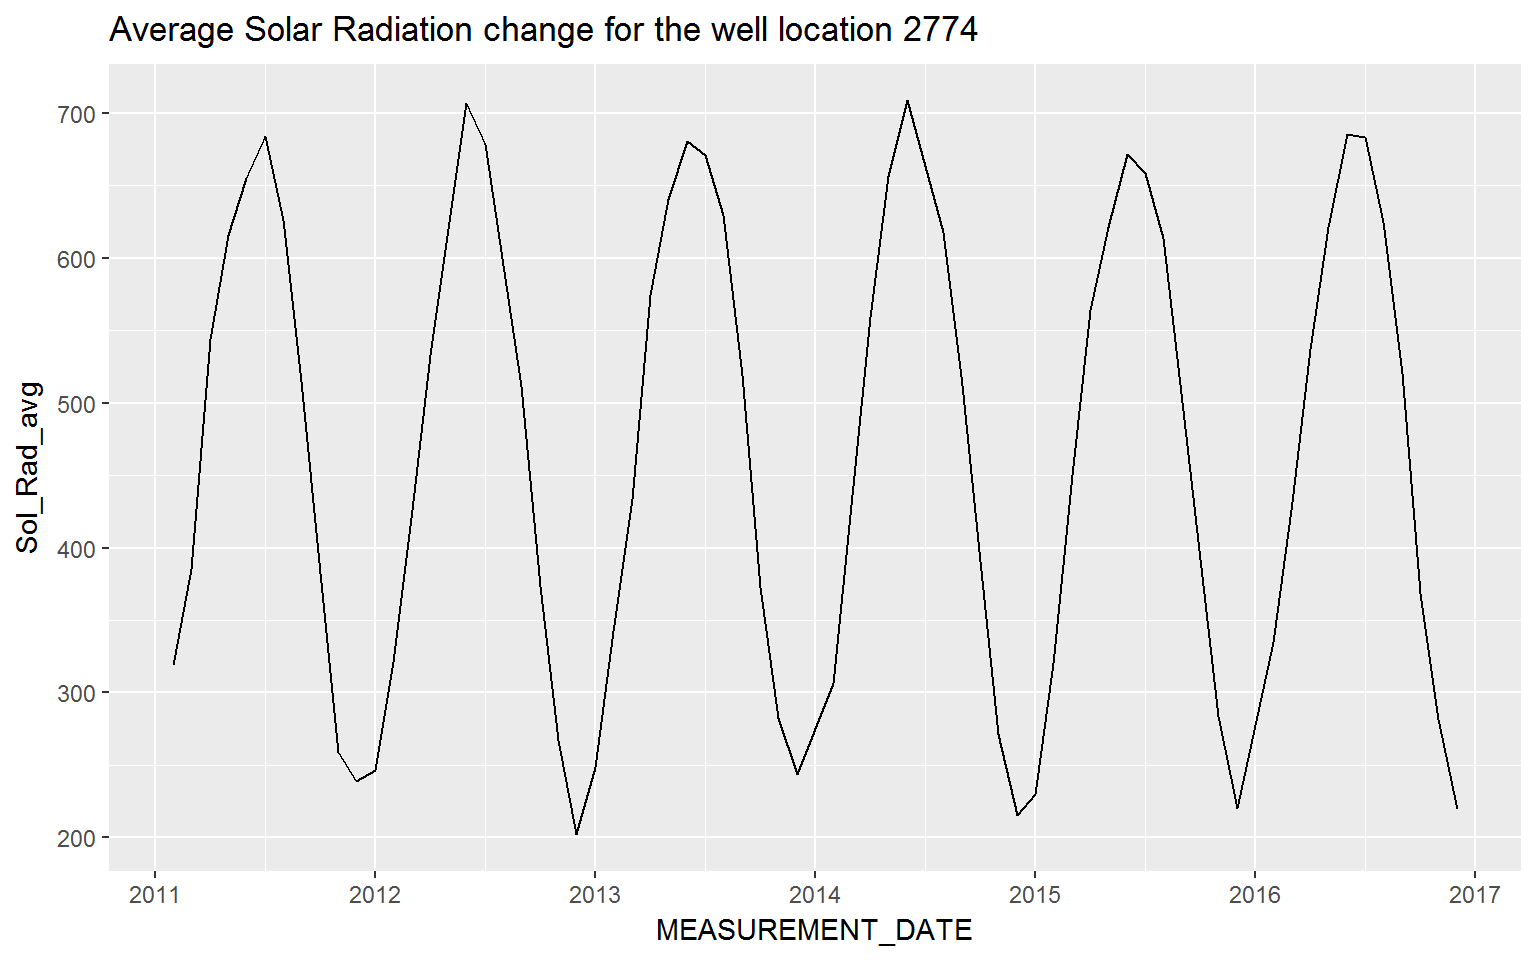 Average Solar Radiation change for the well location 2774
700
600
500
400
300
200
Sol_Rad_avg
2011 2012 2013 2014 2015 2016 2017
MEASUREMENT_DATE